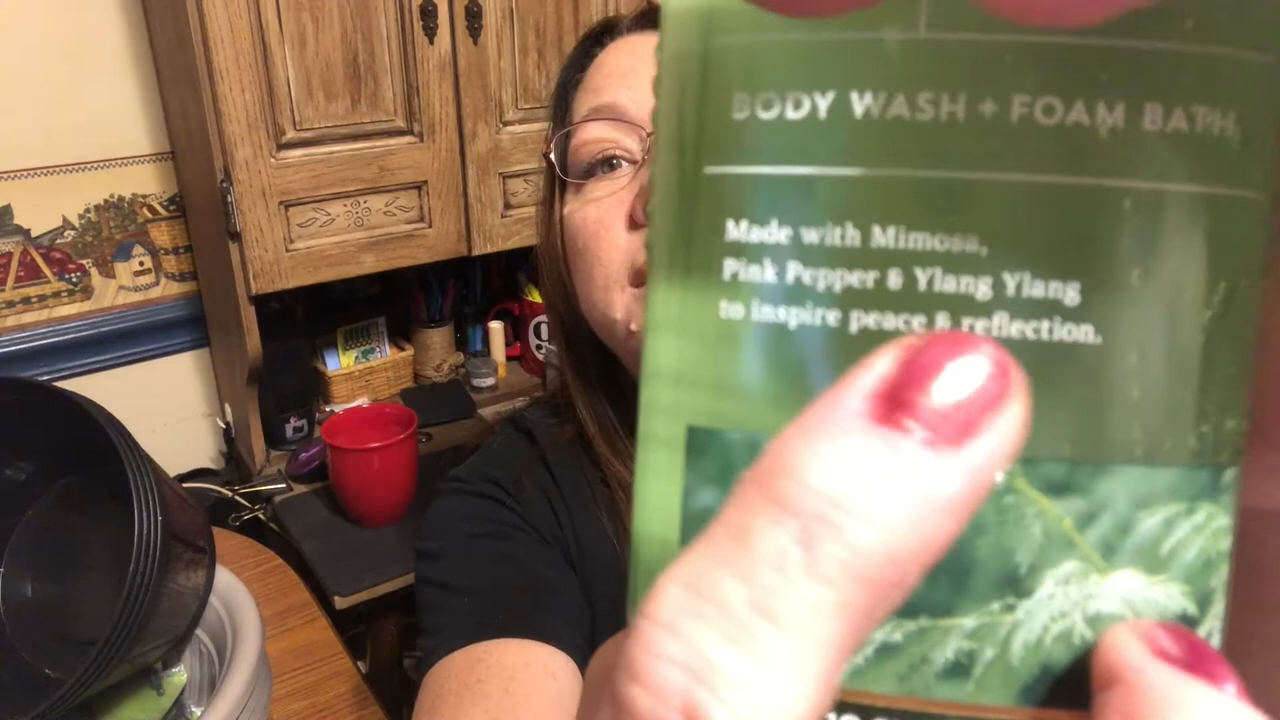 BODY WASH + FOAM BATH
Made with Mimosa,
Pink Pepper & Ylang Ylang
to inspire peace & reflection.